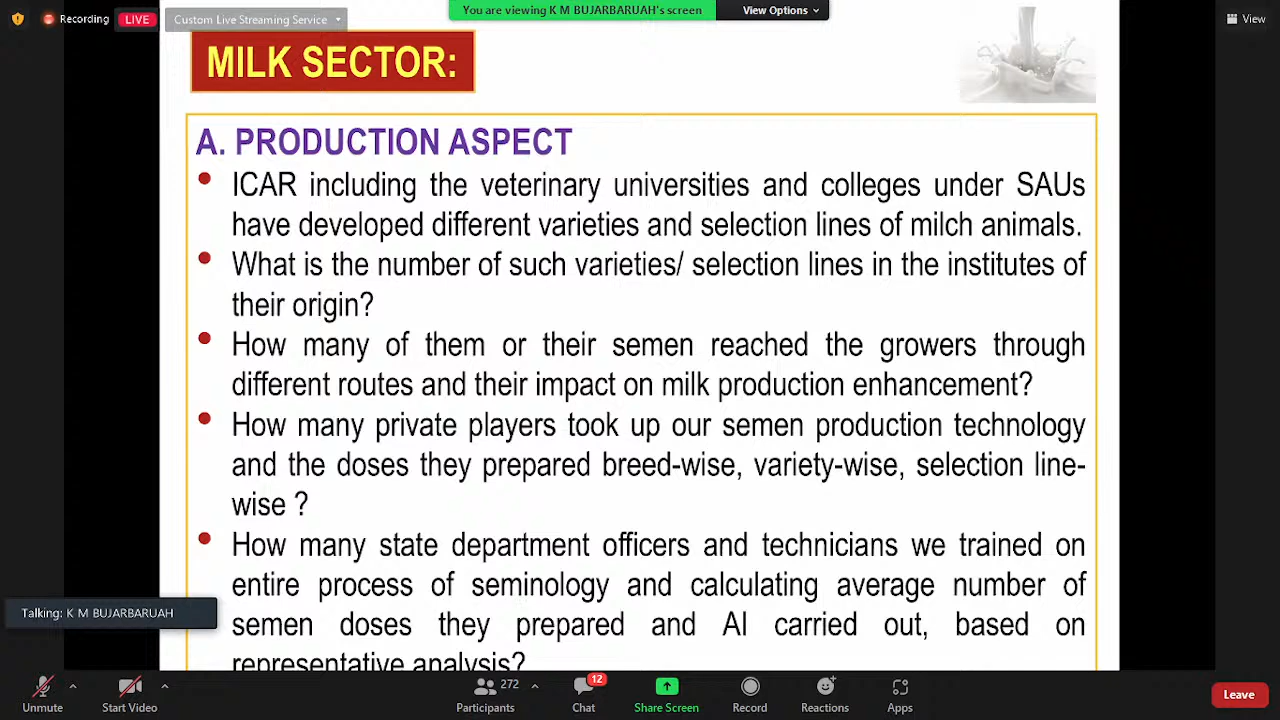 Recording
LIVE
Custom Live Streaming Service
You are viewing K M BUJARBARUAH's screen
View Options
View
MILK SECTOR:
A. PRODUCTION ASPECT
• ICAR including the veterinary universities and colleges under SAUs
have developed different varieties and selection lines of milch animals.
• What is the number of such varieties/ selection lines in the institutes of
their origin?
• How many of them or their semen reached the growers through
different routes and their impact on milk production enhancement?
• How many private players took up our semen production technology
and the doses they prepared breed-wise, variety-wise, selection line-
wise ?
• How many state department officers and technicians we trained on
entire process of seminology and calculating average number of
semen doses they prepared and AI carried out, based on
representative analysis?
Talking: K M BUJARBARUAH
Unmute
Start Video
272
Participants
12
Chat
Share Screen
Record
Reactions
Apps
Leave